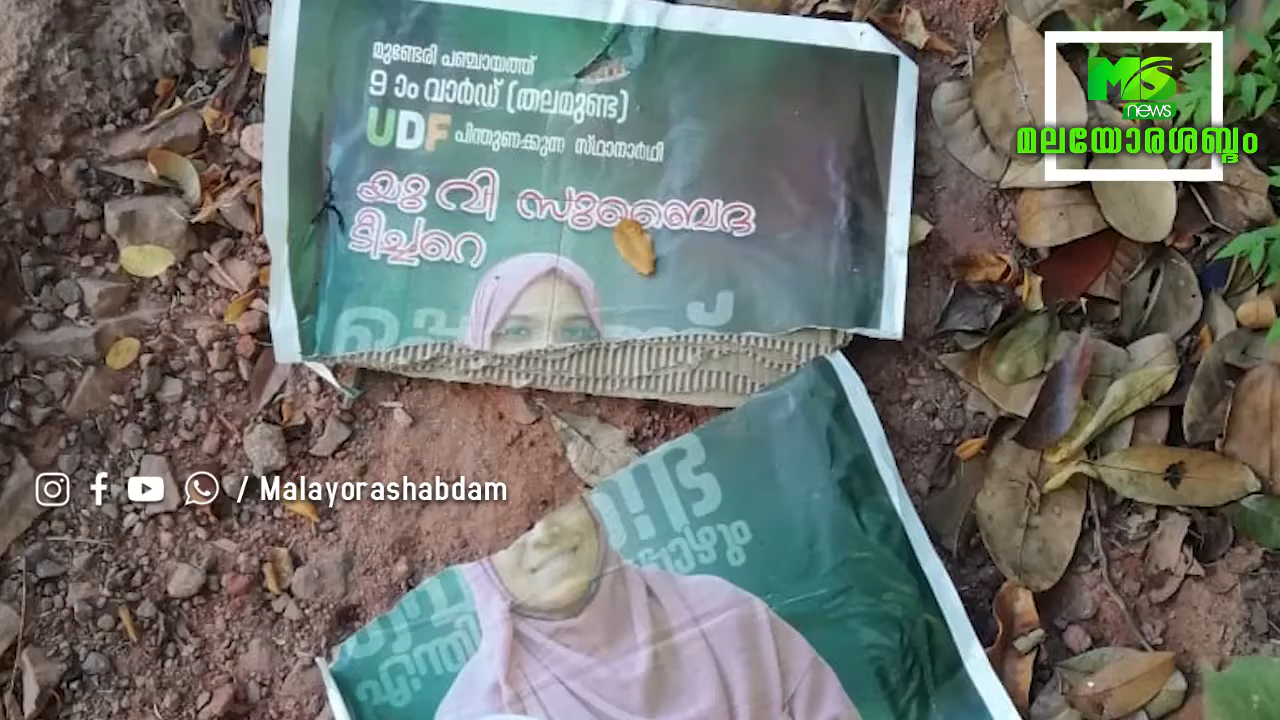 മുണ്ടേരി പഞ്ചായത്ത്
9 ാം വാർഡ് (തലമുണ്ട)
UDF പിന്തുണക്കുന്ന സ്ഥാനാർഥി
യു വി സുബൈദ
ടീച്ചറെ
MS
news
മലയോരശബ്ദം
/ Malayorashabdam